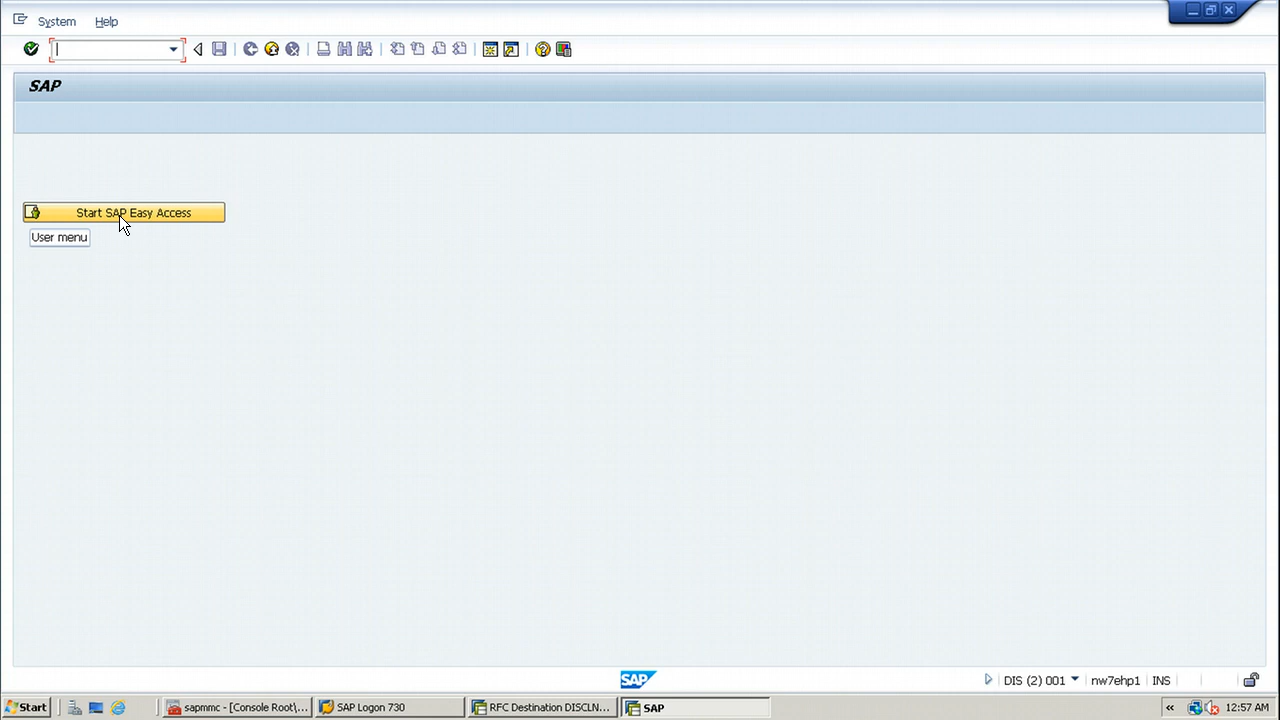 System Help
SAP
Start SAP Easy Access
User menu
SAP
DIS (2) 001 nw7ehp1 INS
Start sapmmc - [Console Root\... SAP Logon 730 RFC Destination DISCLN... SAP « 12:57 AM